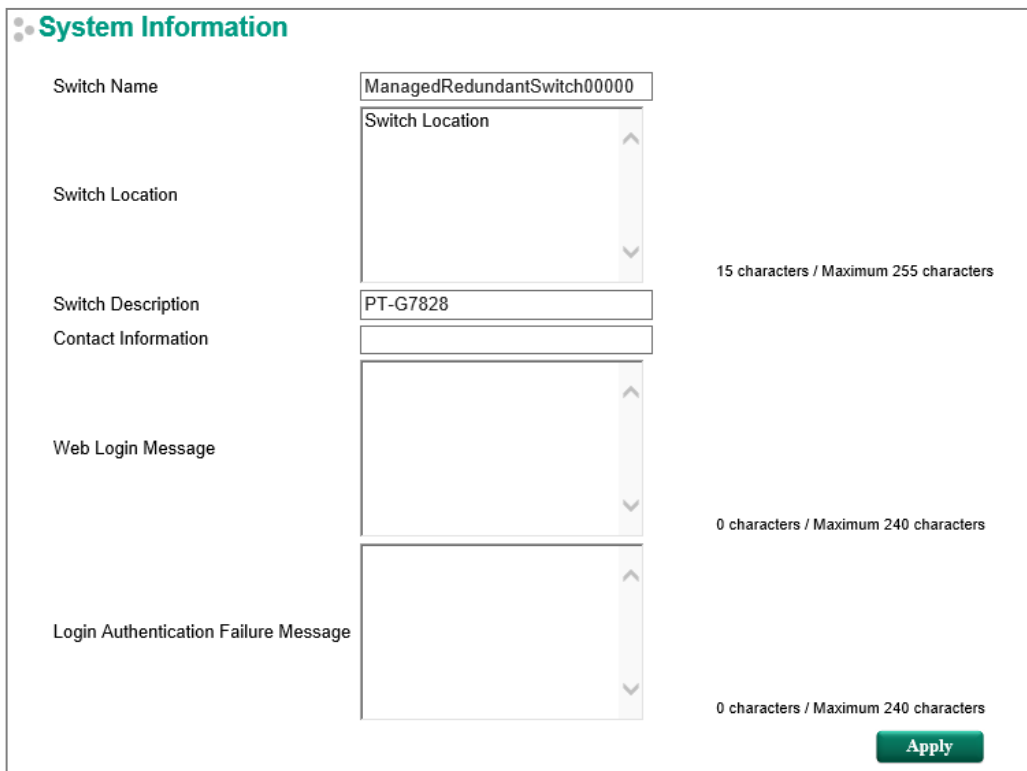 System Information
Switch Name ManagedRedundantSwitch00000
Switch Location
Switch Location
15 characters / Maximum 255 characters
Switch Description PT-G7828
Contact Information
Web Login Message
0 characters / Maximum 240 characters
Login Authentication Failure Message
0 characters / Maximum 240 characters
Apply